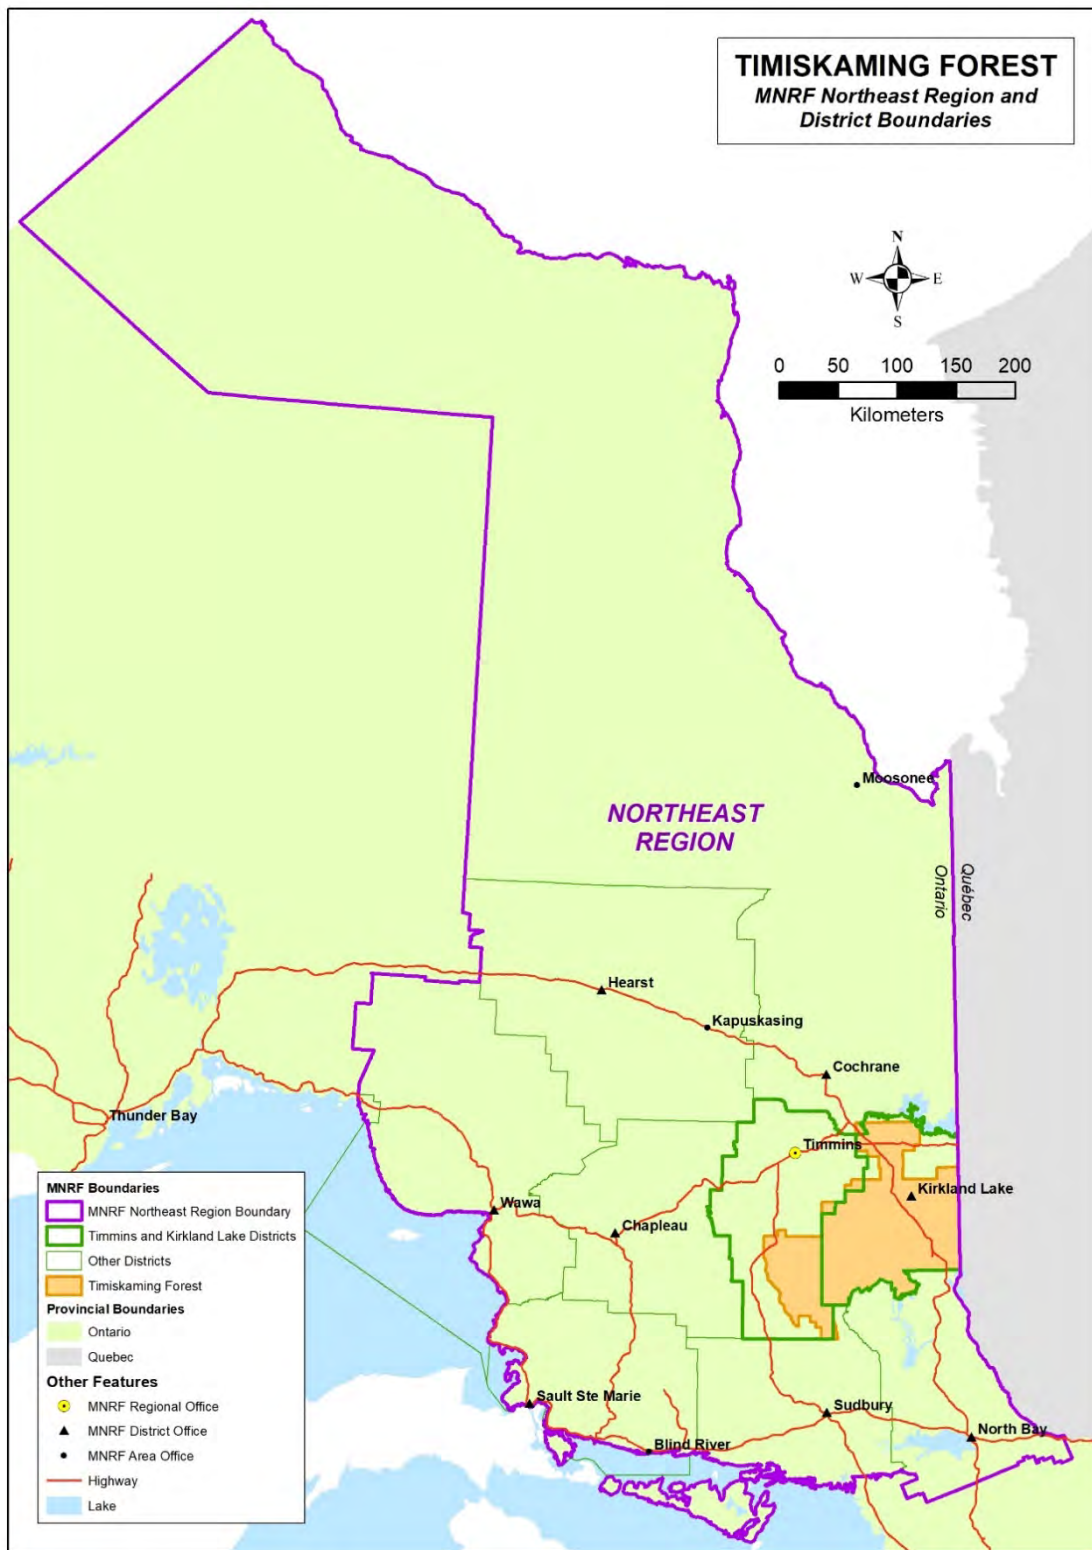 TIMISKAMING FOREST
MNRF Northeast Region and
District Boundaries
N
W E
S
0 50 100 150 200
Kilometers
Moosonee
NORTHEAST
REGION
Québec
Ontario
Hearst
Kapuskasing
Cochrane
Thunder Bay
Timmins
Kirkland Lake
Wawa
Chapleau
Sault Ste Marie
Sudbury
North Bay
Blind River
MNRF Boundaries
MNRF Northeast Region Boundary
Timmins and Kirkland Lake Districts
Other Districts
Timiskaming Forest
Provincial Boundaries
Ontario
Quebec
Other Features
MNRF Regional Office
MNRF District Office
MNRF Area Office
Highway
Lake